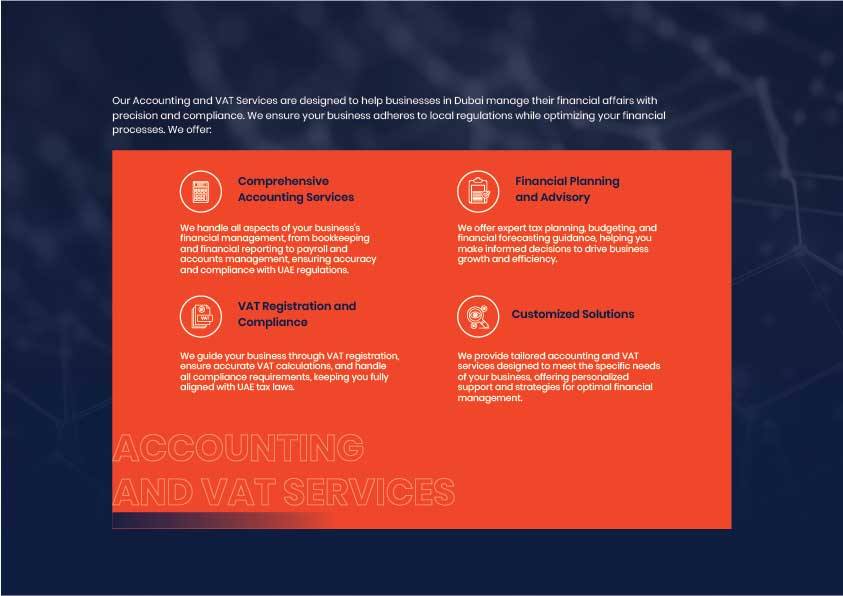 Our Accounting and VAT Services are designed to help businesses in Dubai manage their financial affairs with
precision and compliance. We ensure your business adheres to local regulations while optimizing your financial
processes. We offer:
Comprehensive
Accounting Services
We handle all aspects of your business's
financial management, from bookkeeping
and financial reporting to payroll and
accounts management, ensuring accuracy
and compliance with UAE regulations.
Financial Planning
and Advisory
We offer expert tax planning, budgeting, and
financial forecasting guidance, helping you
make informed decisions to drive business
growth and efficiency.
VAT
VAT Registration and
Compliance
We guide your business through VAT registration,
ensure accurate VAT calculations, and handle
all compliance requirements, keeping you fully
aligned with UAE tax laws.
Customized Solutions
We provide tailored accounting and VAT
services designed to meet the specific needs
of your business, offering personalized
support and strategies for optimal financial
management.
ACCOUNTING
AND VAT SERVICES